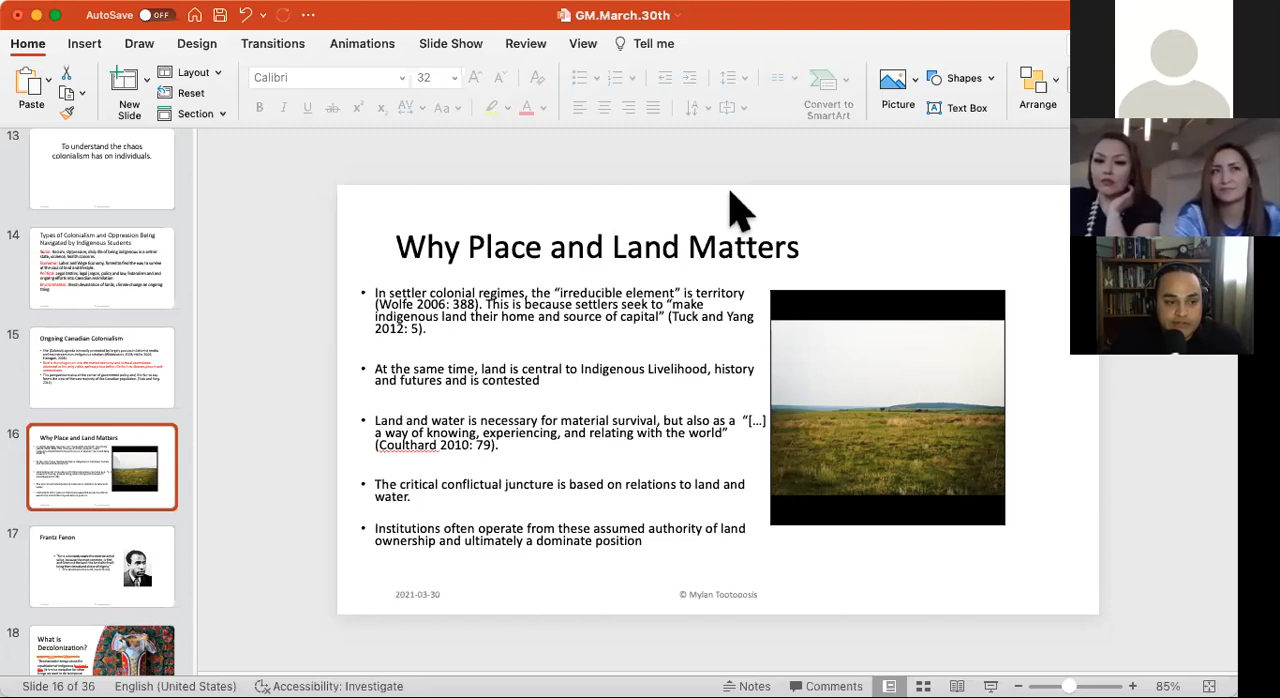 AutoSave OFF
GM.March.30th
Home Insert Draw Design Transitions Animations Slide Show Review View Tell me
Paste
New
Slide
Layout
Reset
Section
Calibri 32
Convert to
SmartArt
Picture
Shapes
Text Box
Arrange
13
To understand the chaos
colonialism has on individuals.
14
Types of Colonialism and Oppression Being
Navigated by Indigenous Students
15
Ongoing Canadian Colonialism
16
Why Place and Land Matters
17
Frantz Fanon
18
What is
Decolonization?
Why Place and Land Matters
• In settler colonial regimes, the “irreducible element” is territory
(Wolfe 2006: 388). This is because settlers seek to “make
indigenous land their home and source of capital” (Tuck and Yang
2012: 5).
• At the same time, land is central to Indigenous Livelihood, history
and futures and is contested
• Land and water is necessary for material survival, but also as a “[…]
a way of knowing, experiencing, and relating with the world”
(Coulthard 2010: 79).
• The critical conflictual juncture is based on relations to land and
water.
• Institutions often operate from these assumed authority of land
ownership and ultimately a dominate position
2021-03-30
© Mylan Tootoosis
Slide 16 of 36 English (United States) Accessibility: Investigate Notes Comments 85%